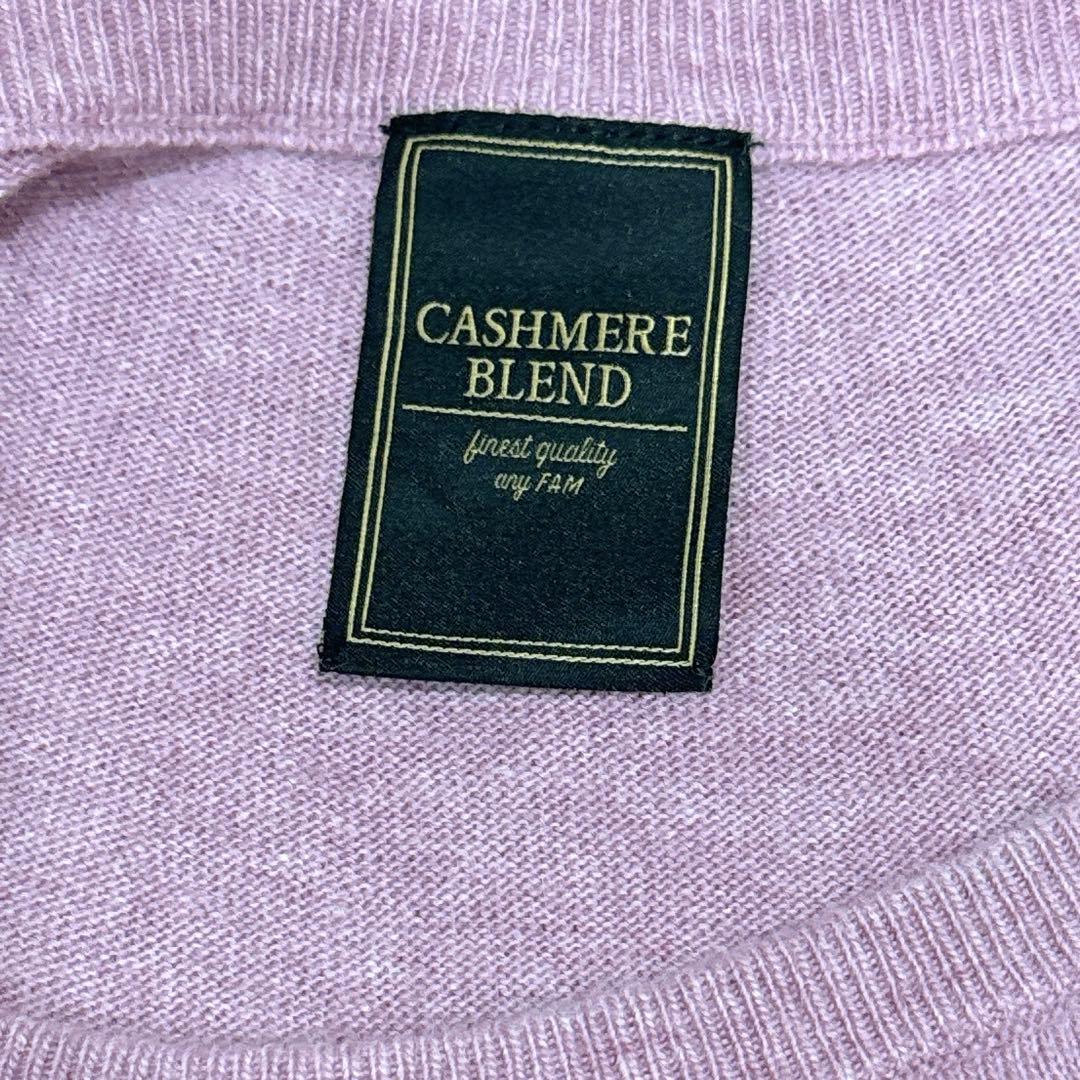 CASHMERE
BLEND
finest quality
any FAM